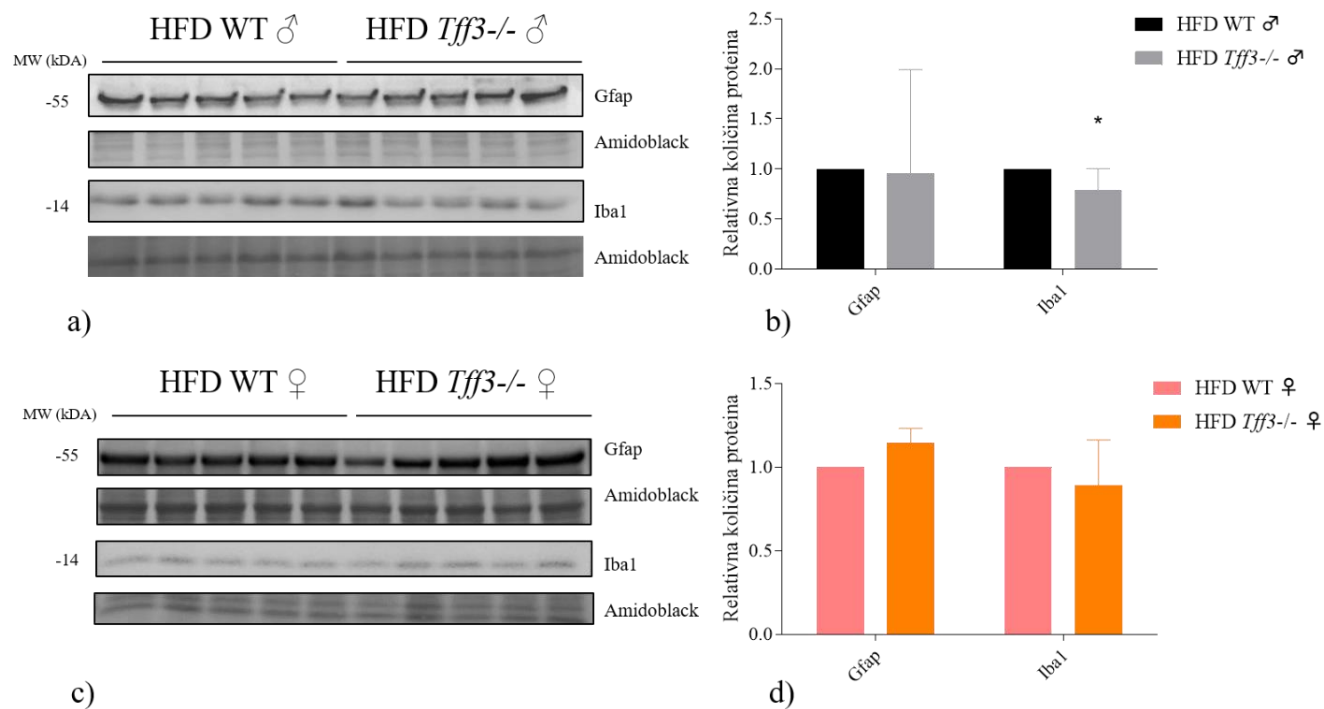 HFD WT ♂ HFD Tff3-/- ♂
MW (kDA)
-55 Gfap
Amidoblack
-14 Iba1
Amidoblack
a)
HFD WT ♂
HFD Tff3-/- ♂
Relativna količina proteina
2.5
2.0
1.5
1.0
0.5
0.0
*
Gfap Iba1
b)
HFD WT ♀ HFD Tff3-/- ♀
MW (kDA)
-55 Gfap
Amidoblack
-14 Iba1
Amidoblack
c)
HFD WT ♀
HFD Tff3-/- ♀
Relativna količina proteina
1.5
1.0
0.5
0.0
Gfap Iba1
d)